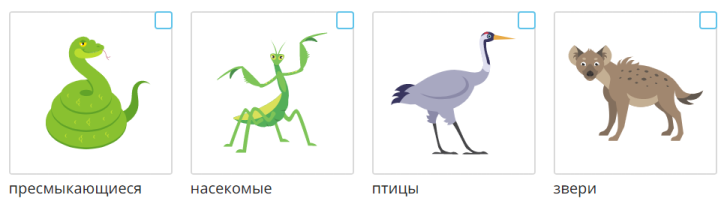 пресмыкающиеся
насекомые
птицы
звери